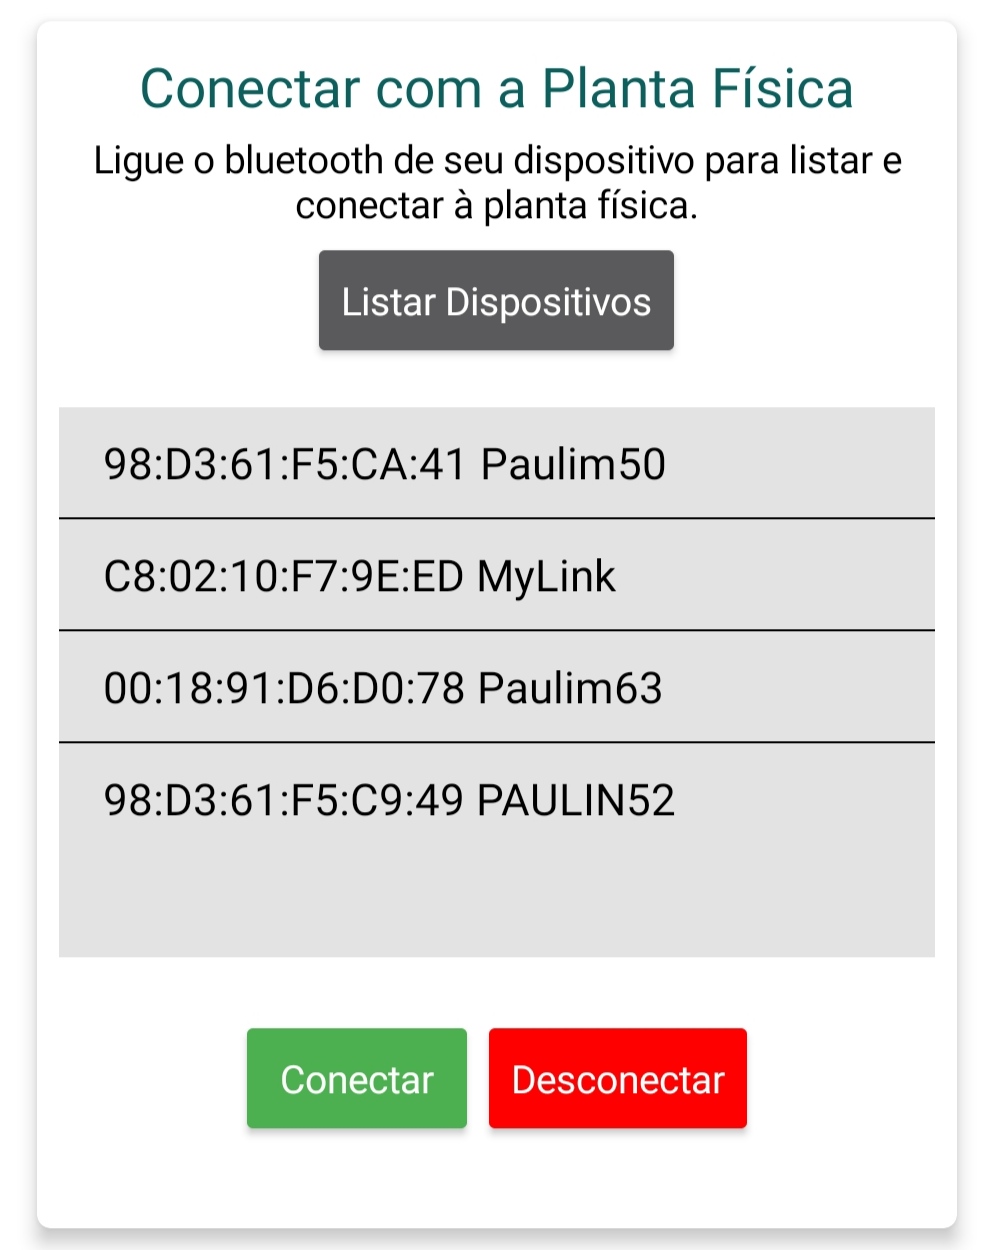 Conectar com a Planta Física
Ligue o bluetooth de seu dispositivo para listar e
conectar à planta física.
Listar Dispositivos
98:D3:61:F5:CA:41 Paulim50
C8:02:10:F7:9E:ED MyLink
00:18:91:D6:D0:78 Paulim63
98:D3:61:F5:C9:49 PAULIN52
Conectar
Desconectar